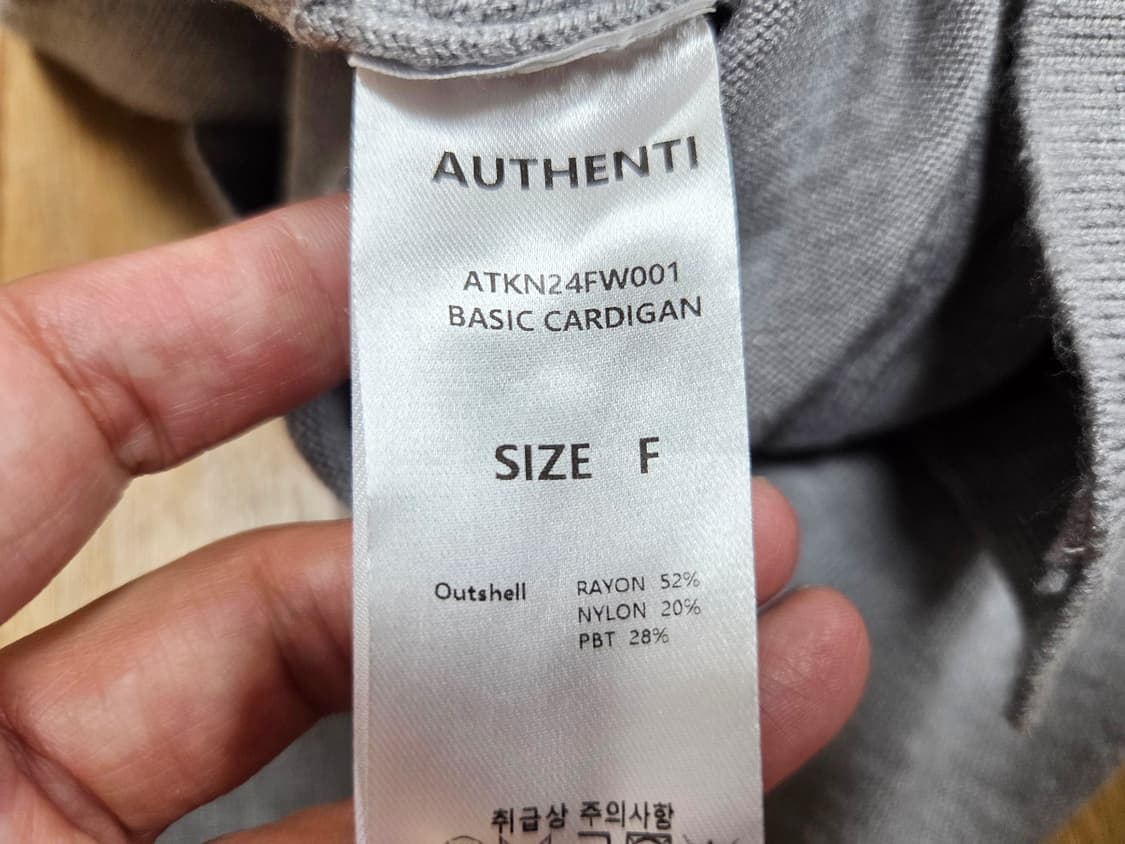 AUTHENTI
ATKN24FW001
BASIC CARDIGAN
SIZE F
Outshell RAYON 52%
NYLON 20%
PBT 28%
취급상 주의사항